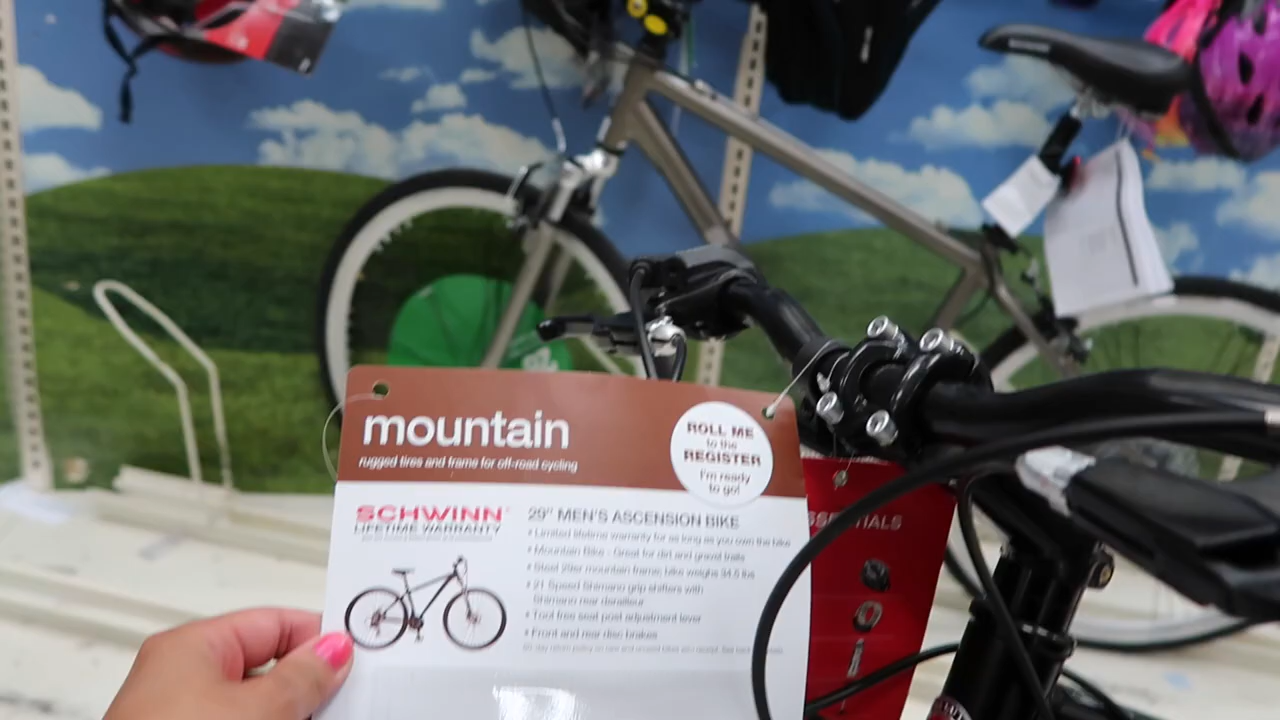 mountain
rugged tires and frame for off-road cycling
ROLL ME
to the
REGISTER
I'm ready
to go!
SCHWINN
LIFETIME WARRANTY
29" MEN'S ASCENSION BIKE
• Limited lifetime warranty for as long as you own the bike
• Mountain Bike - Great for dirt and gravel trails
• Steel 29er mountain frame; bike weighs 34.5 lbs
• 21 Speed Shimano grip shifters with
Shimano rear derailleur
• Tool free seat post adjustment lever
• Front and rear disc brakes
SSENTIALS